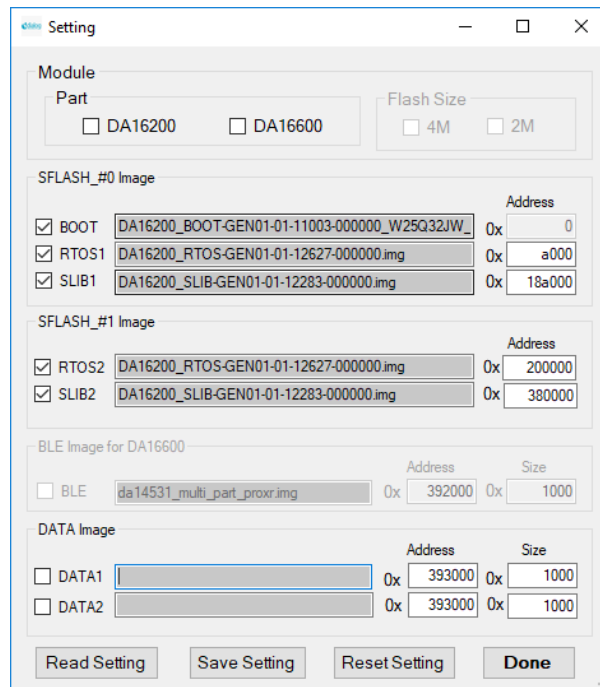 Setting
Module
Part
DA16200 DA16600
Flash Size
4M 2M
SFLASH_#0 Image
Address
BOOT DA16200_BOOT-GEN01-01-11003-000000_W25Q32JW_ 0x 0
RTOS1 DA16200_RTOS-GEN01-01-12627-000000.img 0x a000
SLIB1 DA16200_SLIB-GEN01-01-12283-000000.img 0x 18a000
SFLASH_#1 Image
Address
RTOS2 DA16200_RTOS-GEN01-01-12627-000000.img 0x 200000
SLIB2 DA16200_SLIB-GEN01-01-12283-000000.img 0x 380000
BLE Image for DA16600
Address Size
BLE da14531_multi_part_proxr.img 0x 392000 0x 1000
DATA Image
Address Size
DATA1 0x 393000 0x 1000
DATA2 0x 393000 0x 1000
Read Setting Save Setting Reset Setting Done